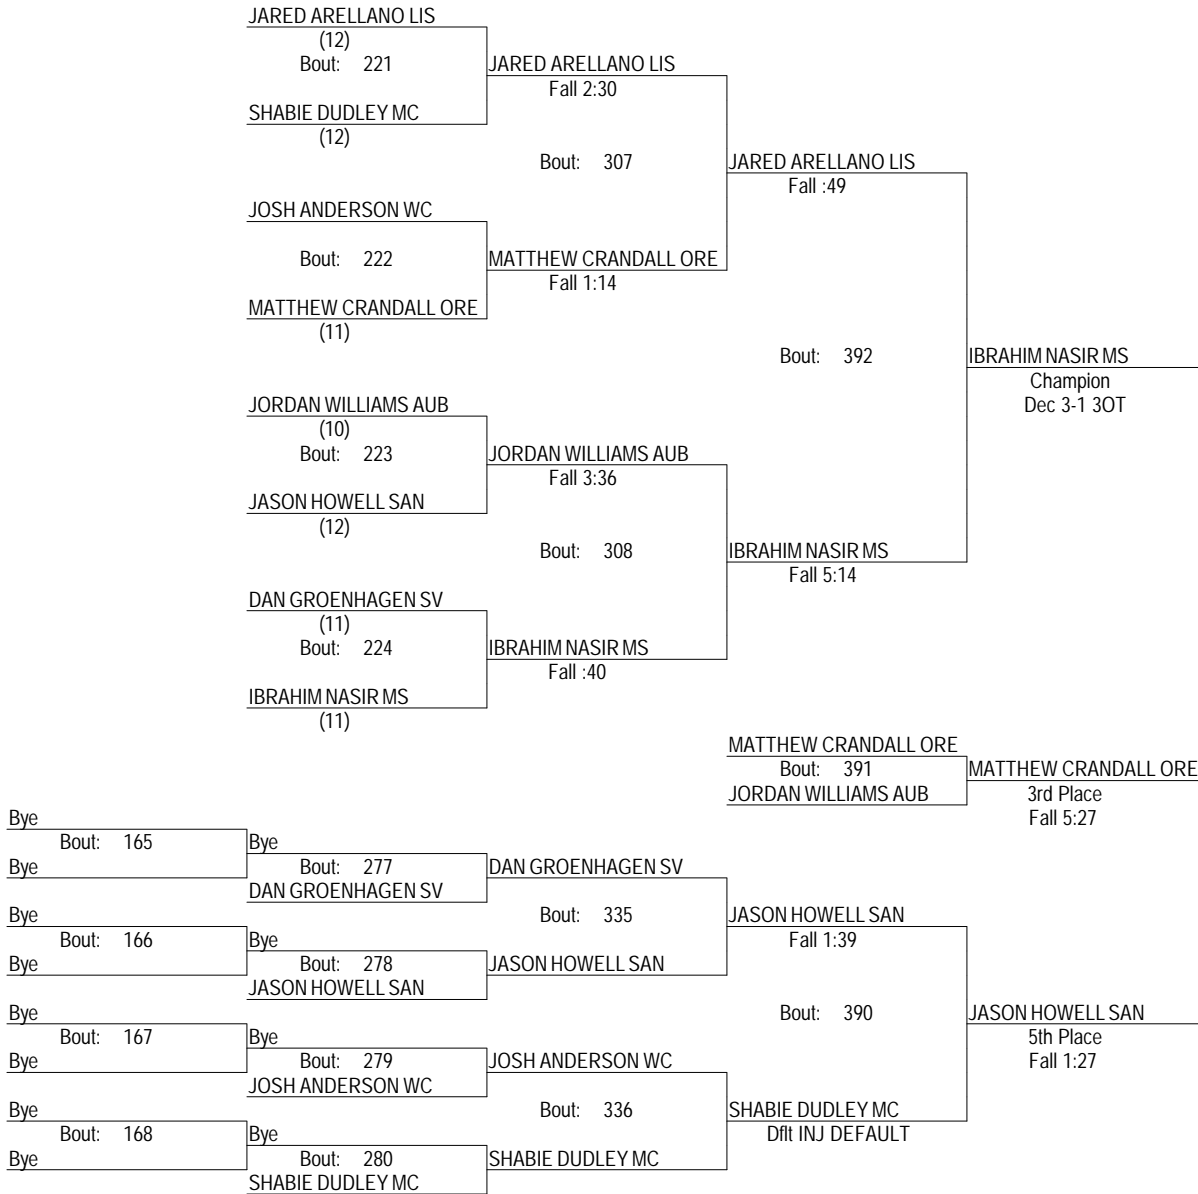 JARED ARELLANO LIS
(12)
Bout: 221
JARED ARELLANO LIS
Fall 2:30
SHABIE DUDLEY MC
(12)
Bout: 307
JARED ARELLANO LIS
Fall :49
JOSH ANDERSON WC
Bout: 222
MATTHEW CRANDALL ORE
Fall 1:14
MATTHEW CRANDALL ORE
(11)
Bout: 392
IBRAHIM NASIR MS
Champion
Dec 3-1 3OT
JORDAN WILLIAMS AUB
(10)
Bout: 223
JORDAN WILLIAMS AUB
Fall 3:36
JASON HOWELL SAN
(12)
Bout: 308
IBRAHIM NASIR MS
Fall 5:14
DAN GROENHAGEN SV
(11)
Bout: 224
IBRAHIM NASIR MS
Fall :40
IBRAHIM NASIR MS
(11)
MATTHEW CRANDALL ORE
Bout: 391
MATTHEW CRANDALL ORE
JORDAN WILLIAMS AUB
3rd Place
Fall 5:27
Bye
Bout: 165
Bye
Bye
Bout: 277
DAN GROENHAGEN SV
DAN GROENHAGEN SV
Bye
Bout: 335
JASON HOWELL SAN
Fall 1:39
Bout: 166
Bye
Bye
Bout: 278
JASON HOWELL SAN
JASON HOWELL SAN
Bye
Bout: 390
JASON HOWELL SAN
5th Place
Fall 1:27
Bout: 167
Bye
Bye
Bout: 279
JOSH ANDERSON WC
JOSH ANDERSON WC
Bye
Bout: 336
SHABIE DUDLEY MC
Dflt INJ DEFAULT
Bout: 168
Bye
Bye
Bout: 280
SHABIE DUDLEY MC
SHABIE DUDLEY MC